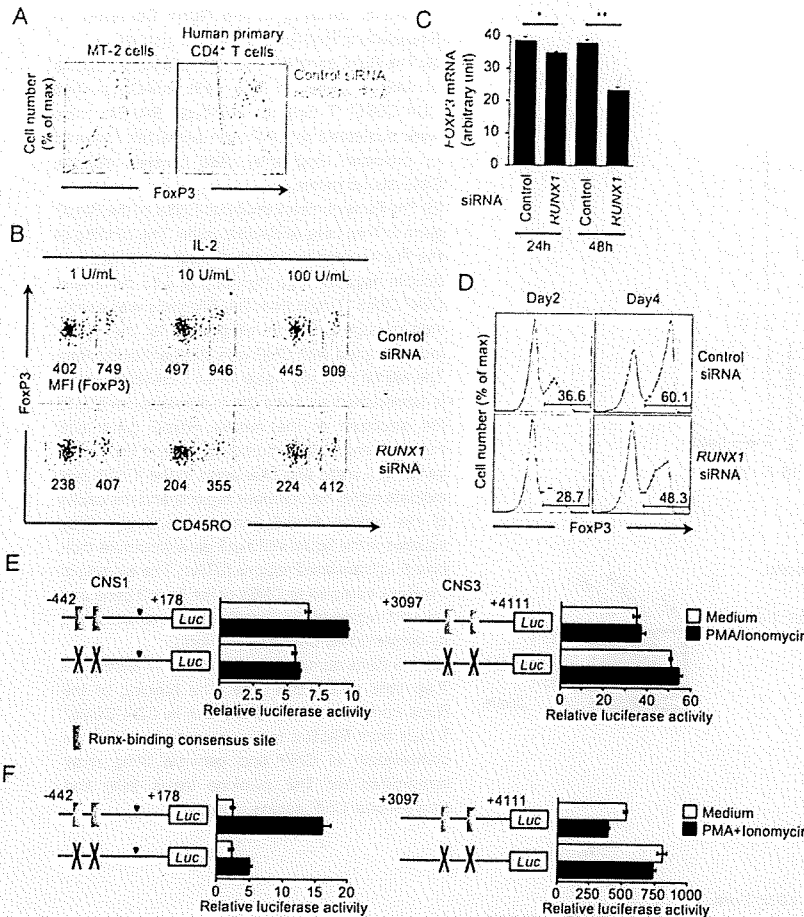 A
MT-2 cells
Human primary
CD4+ T cells
Control siRNA
Cell number
(% of max)
FoxP3
C
*
**
FOXP3 mRNA
(arbitrary unit)
40
30
20
10
0
siRNA
Control
RUNX1
Control
RUNX1
24h
48h
B
IL-2
1 U/mL
10 U/mL
100 U/mL
FoxP3
Control
siRNA
402
749
497
946
445
909
MFI (FoxP3)
RUNX1
siRNA
238
407
204
355
224
412
CD45RO
D
Day2
Day4
Cell number (% of max)
Control
siRNA
36.6
60.1
RUNX1
siRNA
28.7
48.3
FoxP3
E
CNS1
-442
+178
Luc
Luc
0
2.5
5
7.5
10
Relative luciferase activity
CNS3
+3097
+4111
Luc
Luc
0
20
40
60
Relative luciferase activity
Medium
PMA/Ionomycin
Runx-binding consensus site
F
-442
+178
Luc
Luc
0
5
10
15
20
Relative luciferase activity
+3097
+4111
Luc
Luc
0
250
500
750
1000
Relative luciferase activity
Medium
PMA+Ionomycin